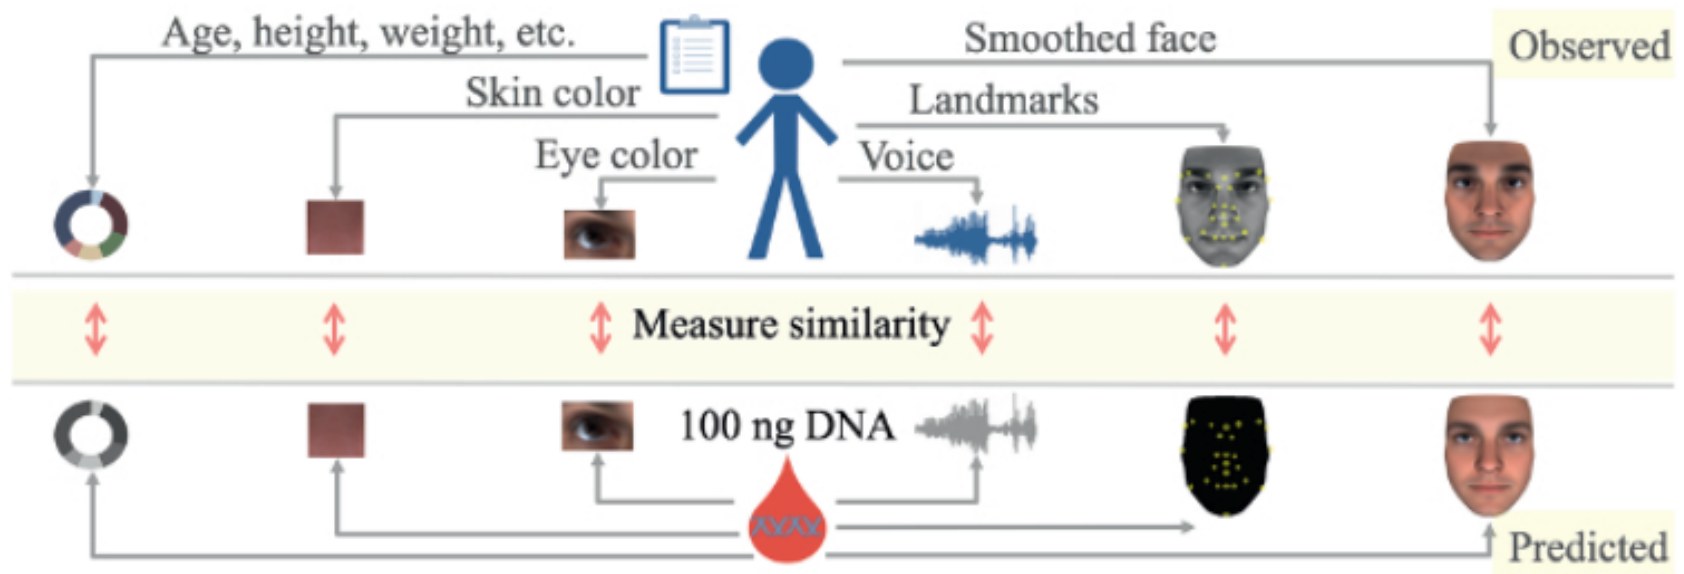 Age, height, weight, etc.
Smoothed face
Observed
Skin color
Landmarks
Eye color
Voice
Measure similarity
100 ng DNA
Predicted